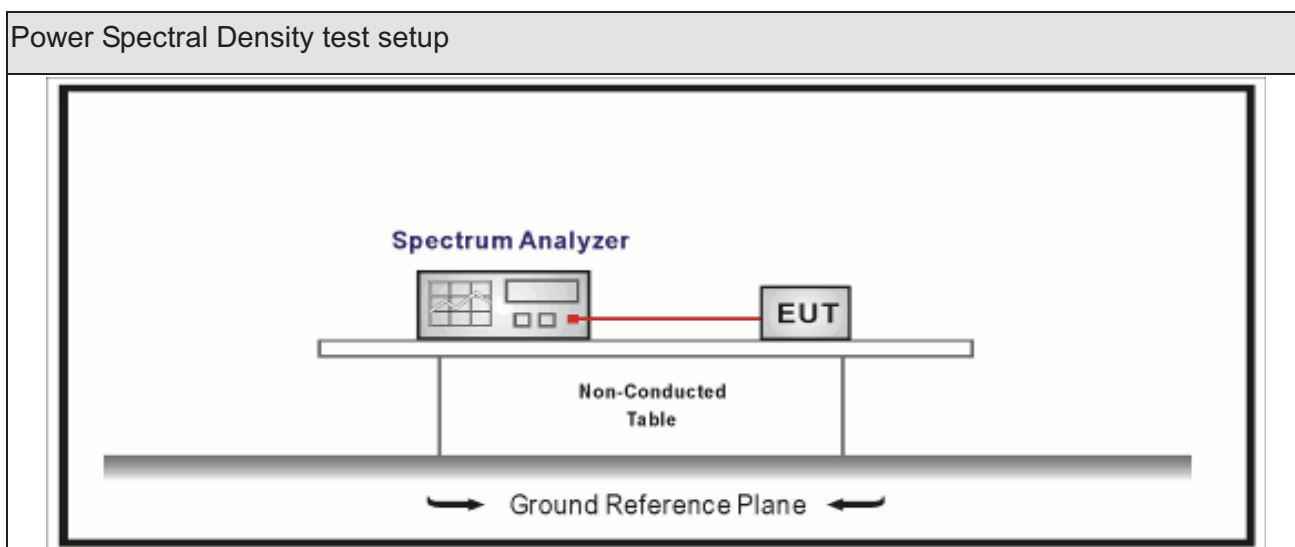 Power Spectral Density test setup
Spectrum Analyzer
EUT
Non-Conducted
Table
Ground Reference Plane